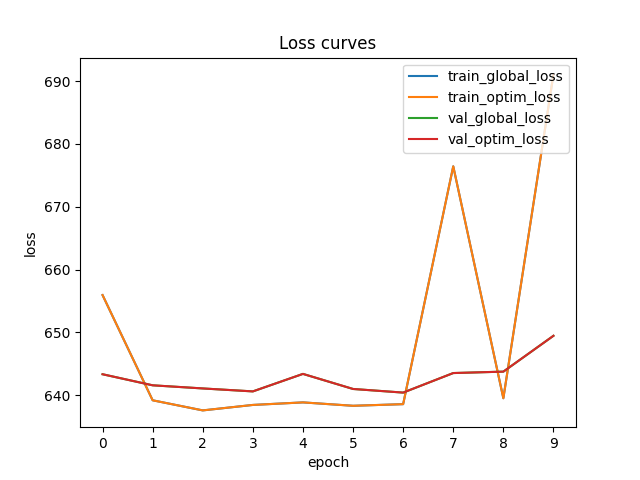 Loss curves
train_global_loss
train_optim_loss
val_global_loss
val_optim_loss
690
680
670
660
650
640
loss
0 1 2 3 4 5 6 7 8 9
epoch